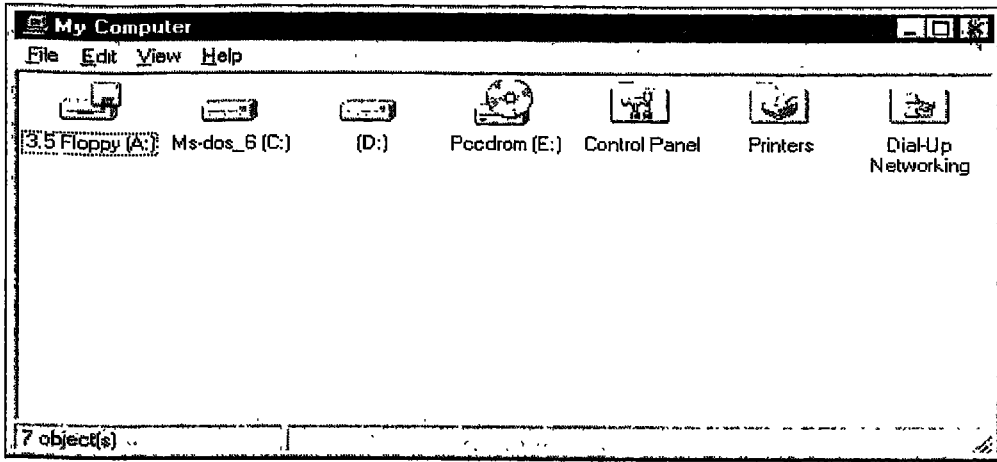 My Computer
File Edit View Help
3.5 Floppy (A:) Ms-dos_6 (C:) (D:) Pccdrom (E:) Control Panel Printers Dial-Up
Networking
7 object(s)